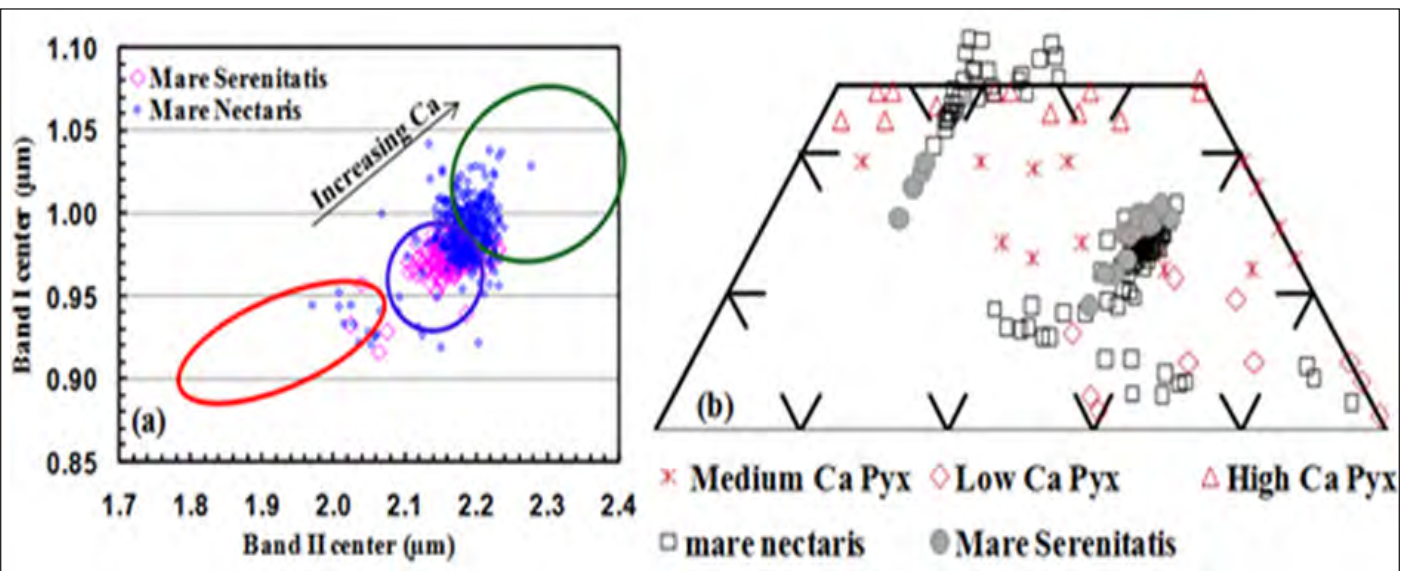 Mare Serenitatis
Mare Nectaris
Increasing Ca
Band I center (µm)
1.10
1.05
1.00
0.95
0.90
0.85
(a)
1.7 1.8 1.9 2.0 2.1 2.2 2.3 2.4
Band II center (µm)
(b)
Medium Ca Pyx Low Ca Pyx High Ca Pyx
mare nectaris Mare Serenitatis